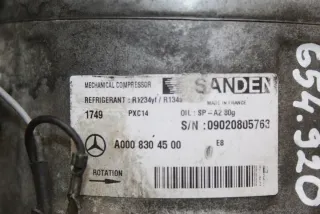 MECHANICAL COMPRESSOR
SANDEN
REFRIGERANT : R1234yf / R134a
MADE IN FRANCE
1749 PXC14 OIL : SP - A2 80g
S/N : 09020805763
A000 830 45 00 E8
ROTATION
654.920